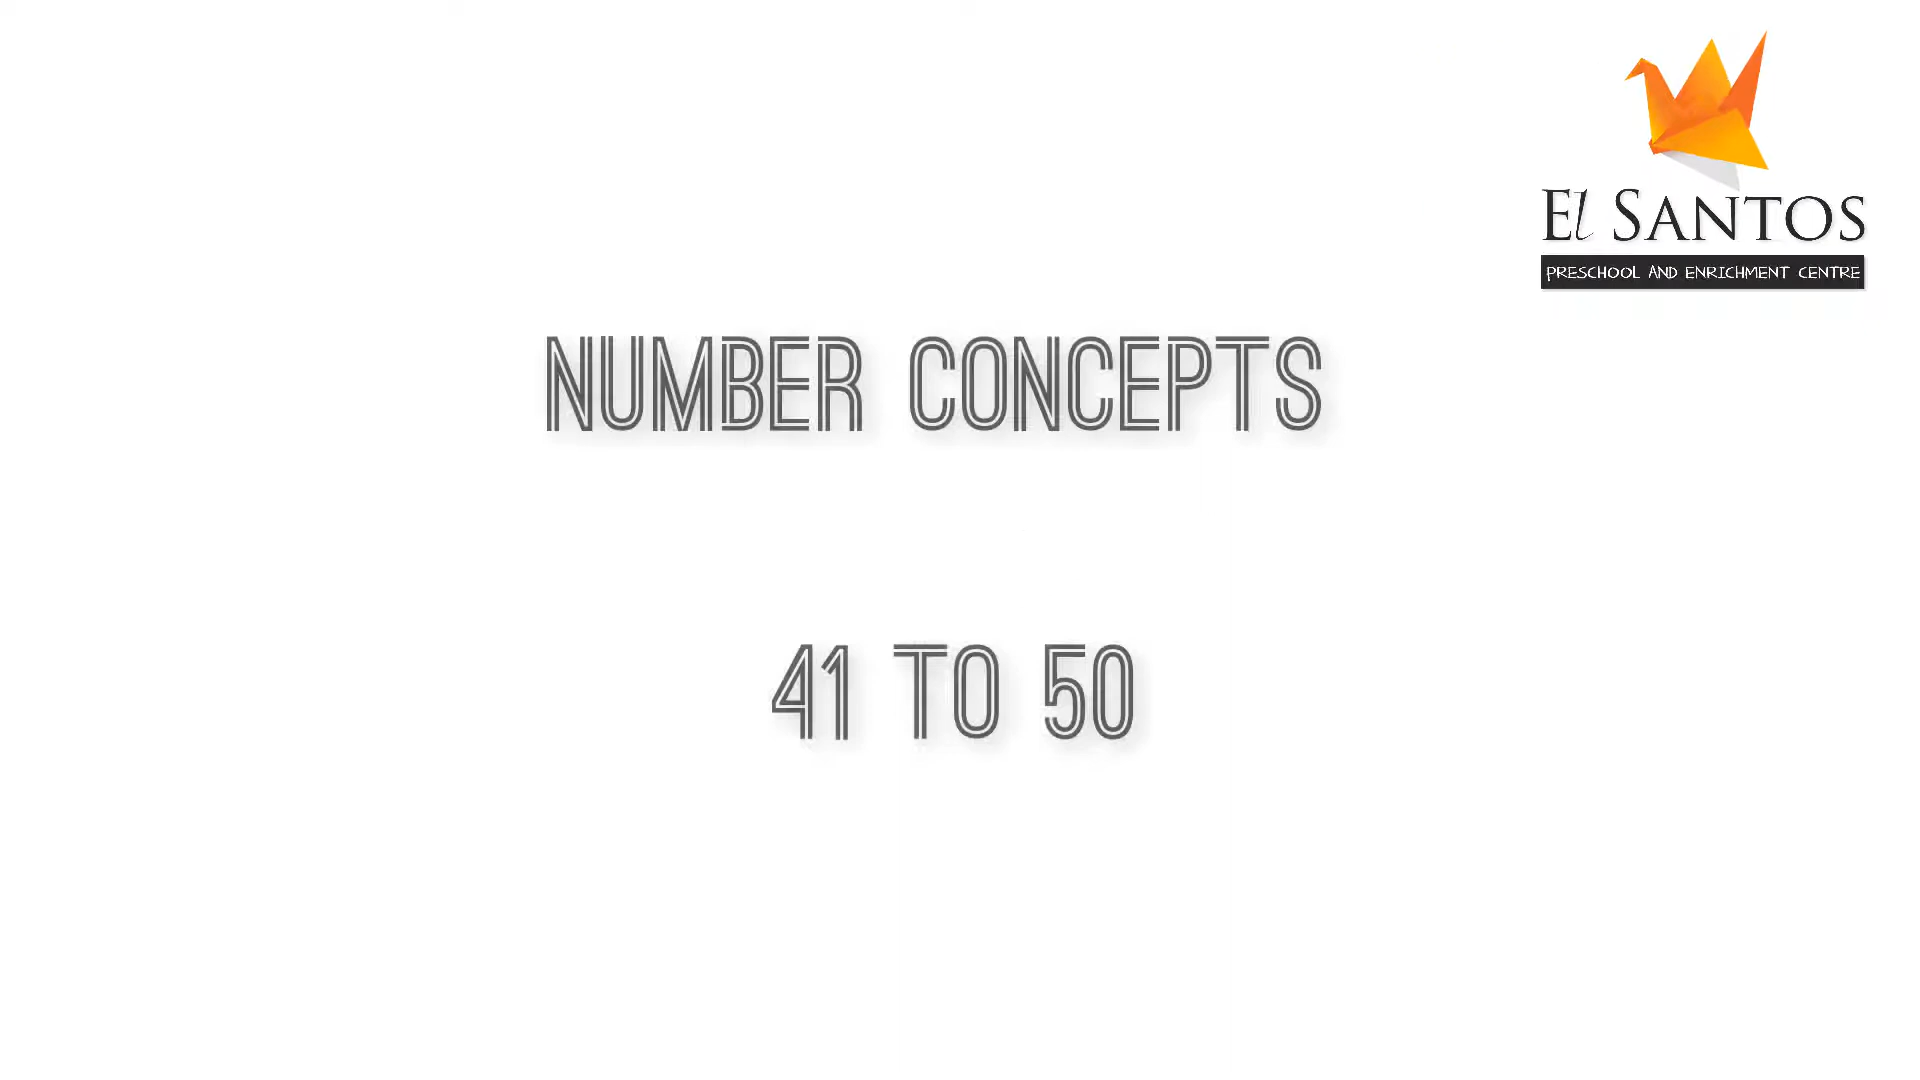 El Santos
PRESCHOOL AND ENRICHMENT CENTRE
NUMBER CONCEPTS
41 TO 50